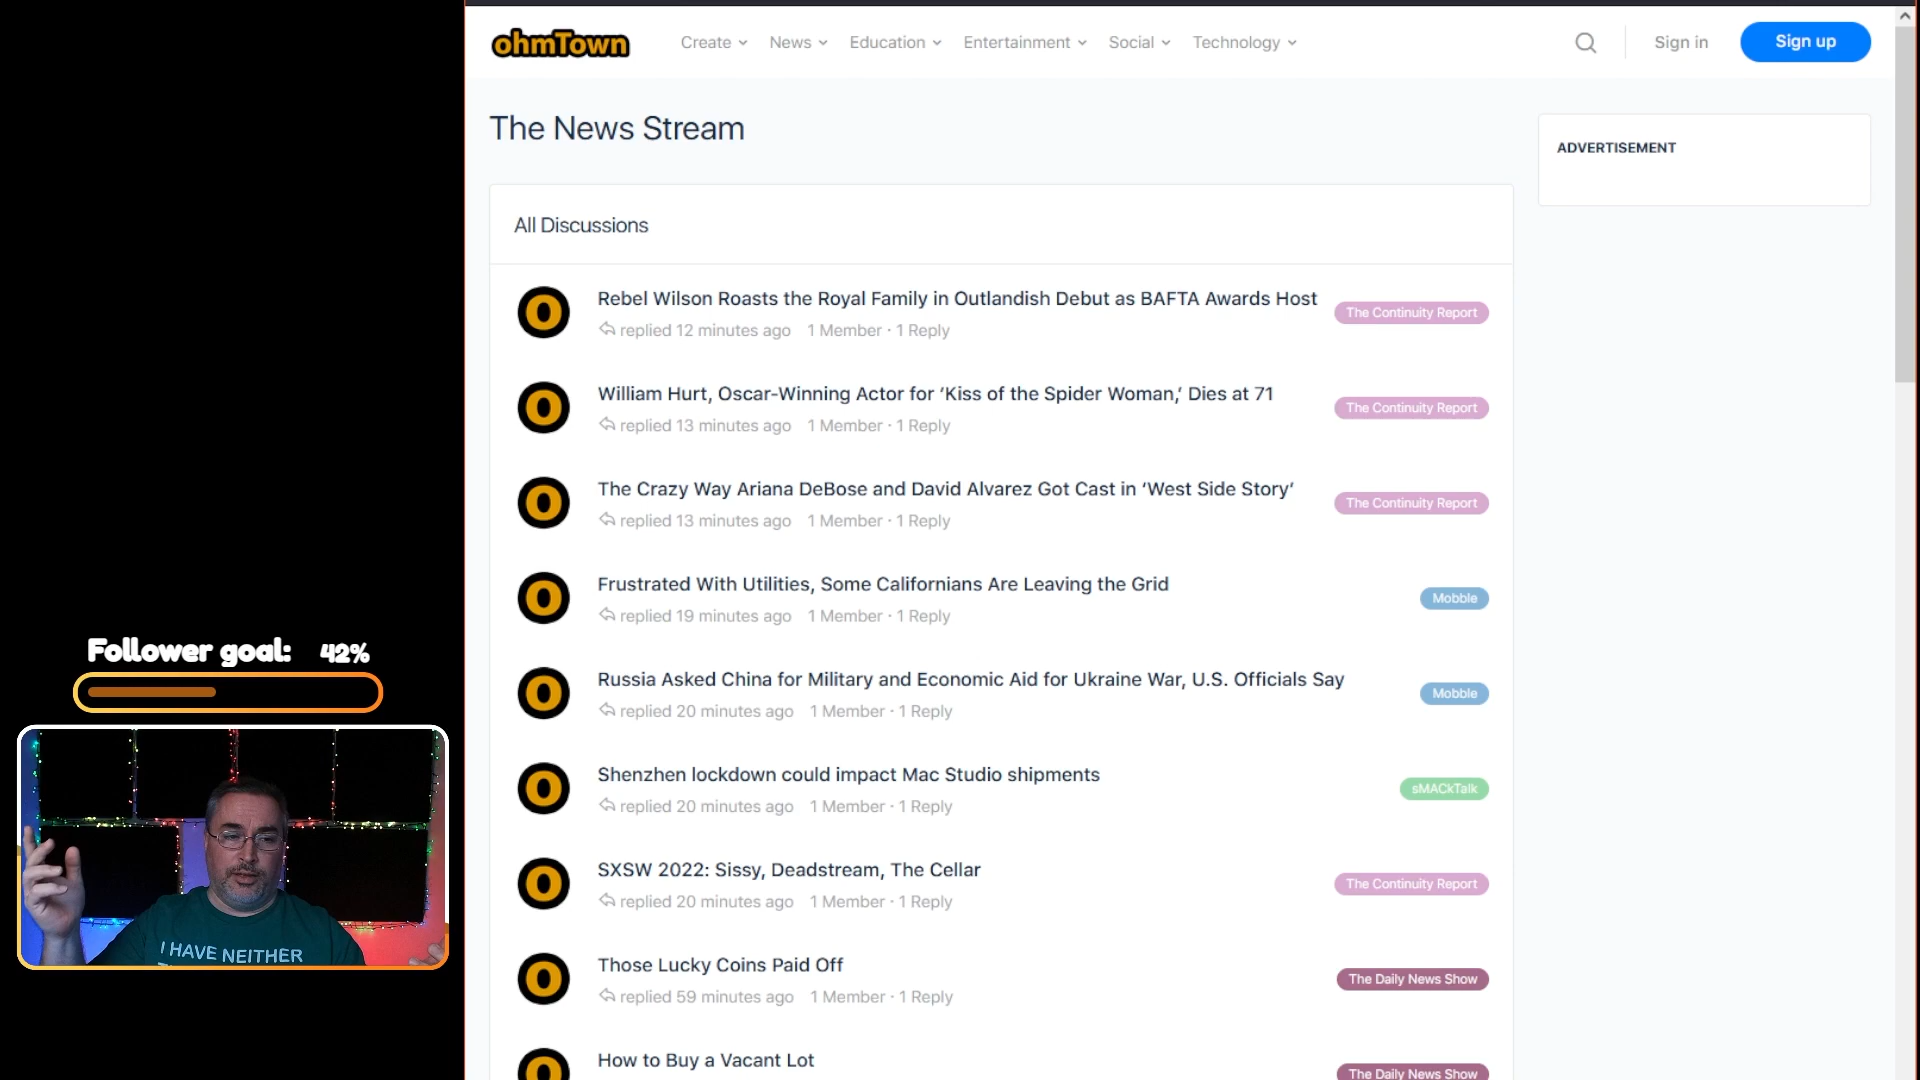 ohmTown
Create
News
Education
Entertainment
Social
Technology
Sign in
Sign up
The News Stream
ADVERTISEMENT
All Discussions
Rebel Wilson Roasts the Royal Family in Outlandish Debut as BAFTA Awards Host
replied 12 minutes ago 1 Member · 1 Reply
The Continuity Report
William Hurt, Oscar-Winning Actor for ‘Kiss of the Spider Woman,’ Dies at 71
replied 13 minutes ago 1 Member · 1 Reply
The Continuity Report
The Crazy Way Ariana DeBose and David Alvarez Got Cast in ‘West Side Story’
replied 13 minutes ago 1 Member · 1 Reply
The Continuity Report
Frustrated With Utilities, Some Californians Are Leaving the Grid
replied 19 minutes ago 1 Member · 1 Reply
Mobble
Russia Asked China for Military and Economic Aid for Ukraine War, U.S. Officials Say
replied 20 minutes ago 1 Member · 1 Reply
Mobble
Shenzhen lockdown could impact Mac Studio shipments
replied 20 minutes ago 1 Member · 1 Reply
sMACkTalk
SXSW 2022: Sissy, Deadstream, The Cellar
replied 20 minutes ago 1 Member · 1 Reply
The Continuity Report
Those Lucky Coins Paid Off
replied 59 minutes ago 1 Member · 1 Reply
The Daily News Show
How to Buy a Vacant Lot
The Daily News Show
Follower goal: 42%
I HAVE NEITHER